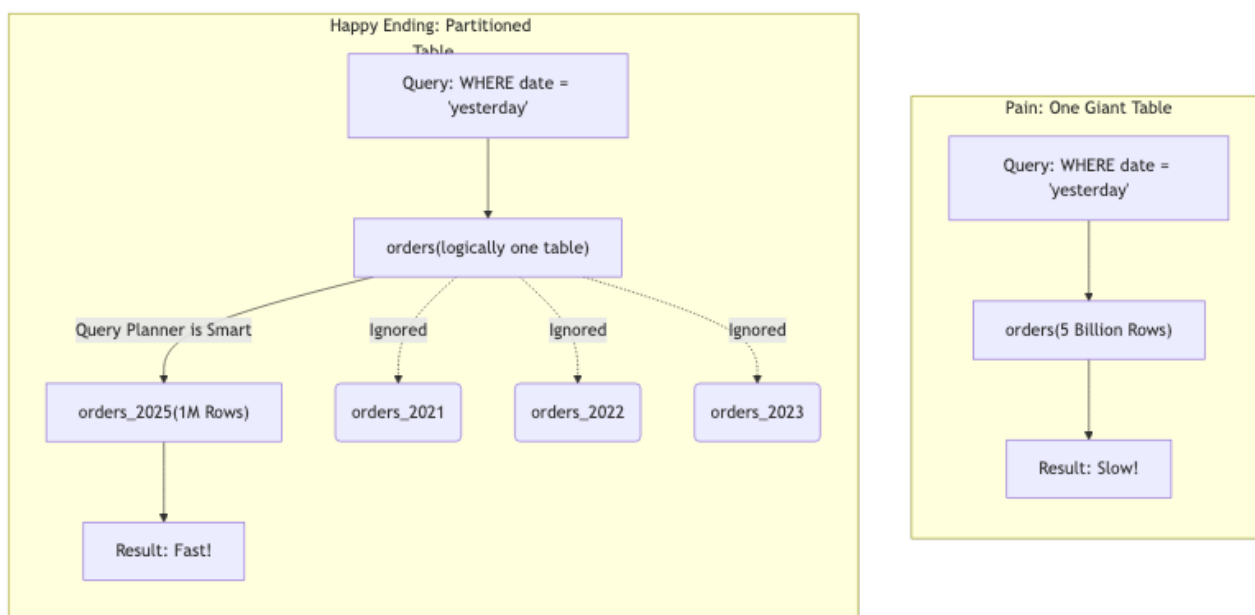 Happy Ending: Partitioned
Table
Query: WHERE date =
'yesterday'
orders(logically one table)
Query Planner is Smart
Ignored
Ignored
Ignored
orders_2025(1M Rows)
orders_2021
orders_2022
orders_2023
Result: Fast!
Pain: One Giant Table
Query: WHERE date =
'yesterday'
orders(5 Billion Rows)
Result: Slow!